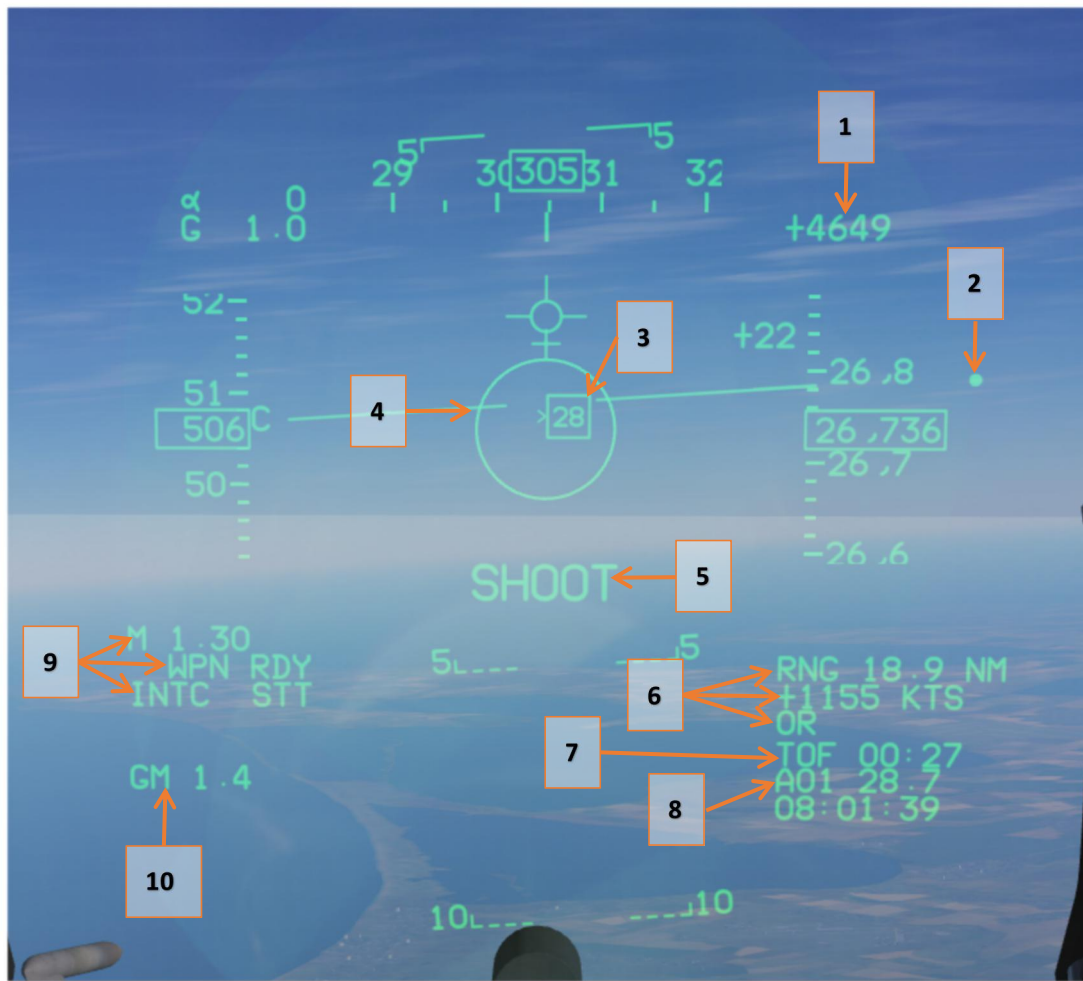 1
5 5
29 30 305 31 32
α 0
G 1.0
+4649
2
52
3
+22
26,8
51
4
506 C
>28
26,736
26,7
50
26,6
SHOOT
5
9
M 1.30
WPN RDY
INTC STT
5 5
6
RNG 18.9 NM
+1155 KTS
OR
7
TOF 00:27
GM 1.4
8
A01 28.7
08:01:39
10
10 10